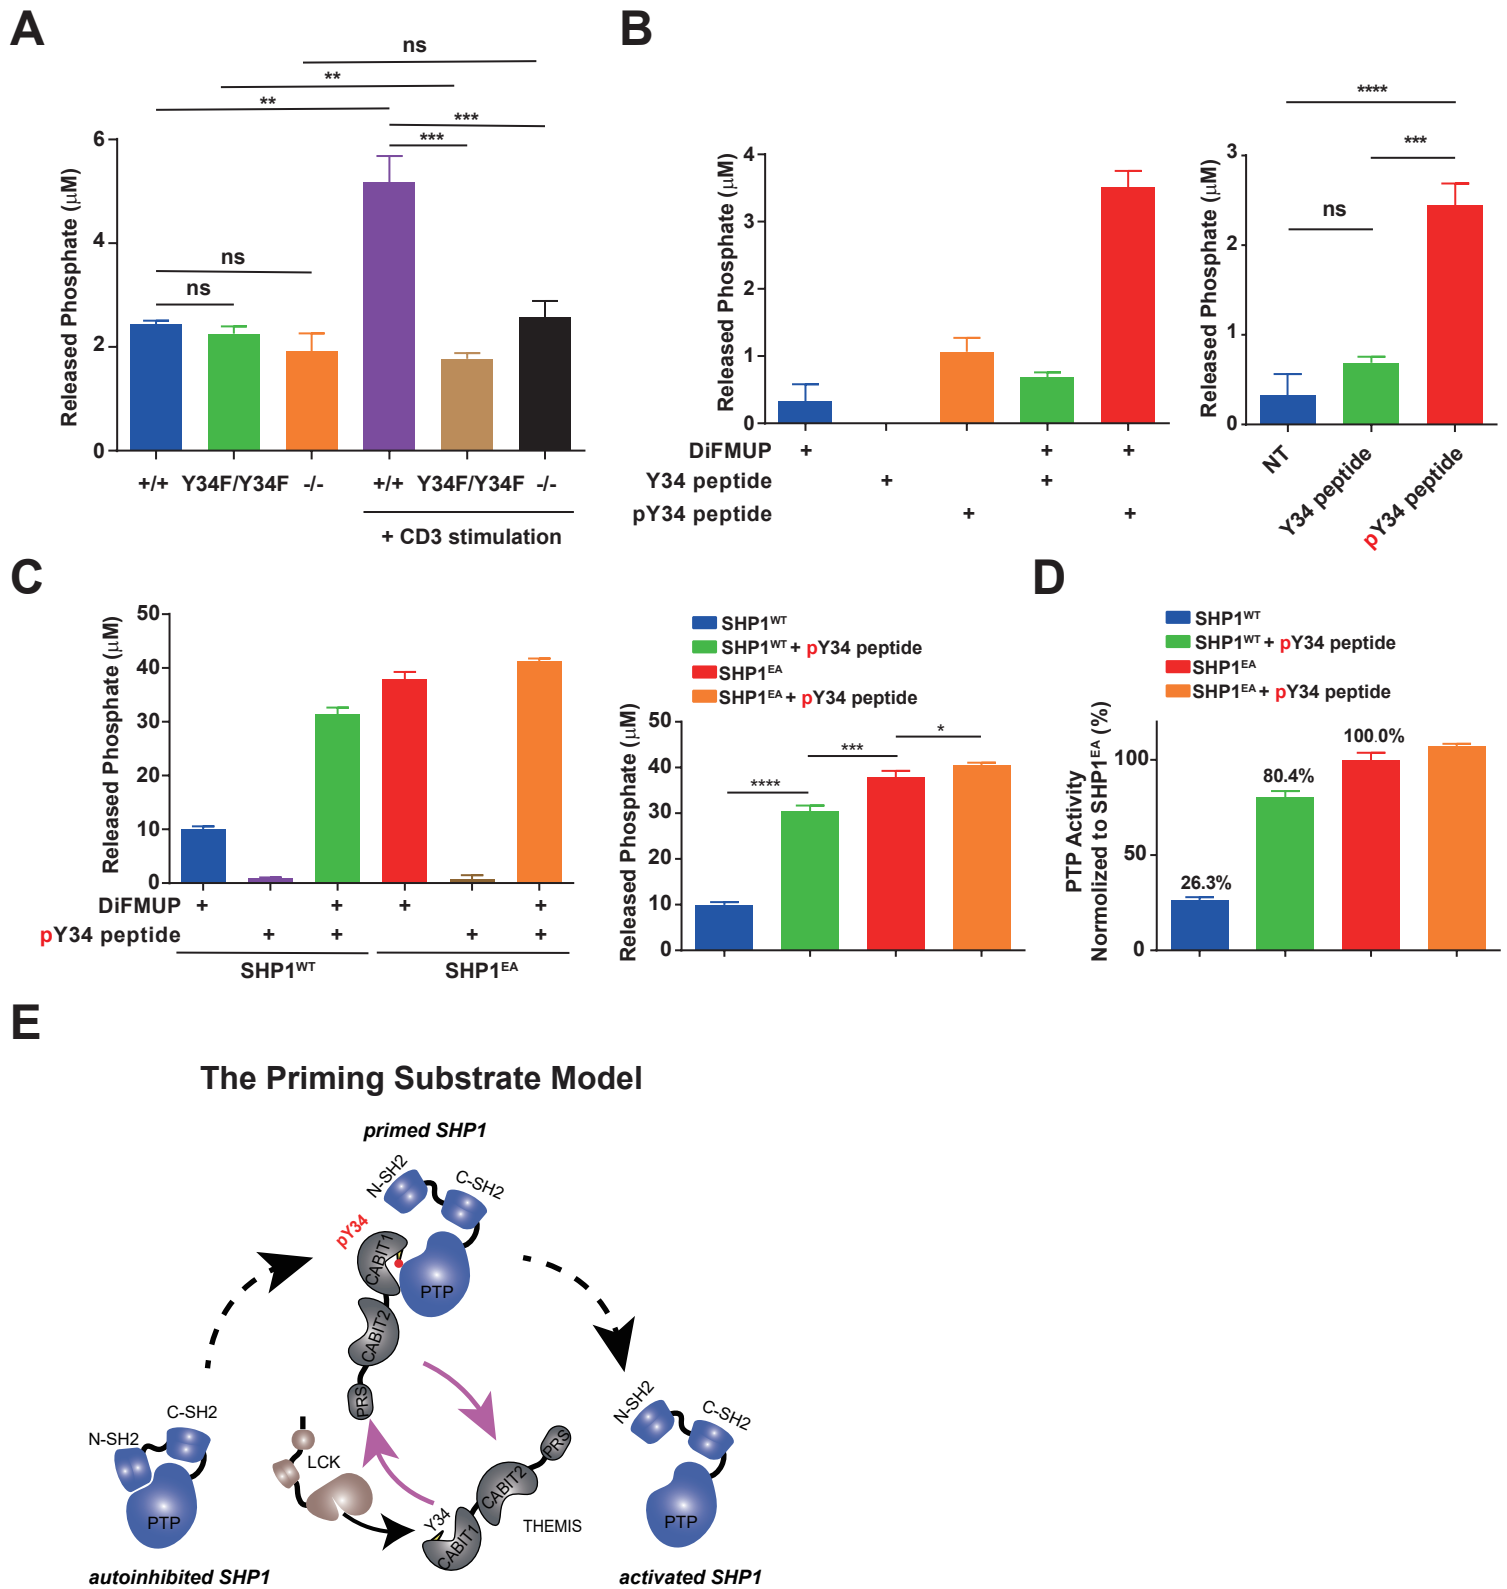 A
ns
**
**
***
***
ns
ns
Released Phosphate (μM)
6
4
2
0
+/+ Y34F/Y34F -/- +/+ Y34F/Y34F -/-
+ CD3 stimulation
B
Released Phosphate (μM)
4
3
2
1
0
DiFMUP + + +
Y34 peptide + +
pY34 peptide + +
****
***
ns
Released Phosphate (μM)
3
2
1
0
NT
Y34 peptide
pY34 peptide
C
Released Phosphate (μM)
50
40
30
20
10
0
DiFMUP + + + +
pY34 peptide + + + +
SHP1WT SHP1EA
SHP1WT
SHP1WT + pY34 peptide
SHP1EA
SHP1EA + pY34 peptide
Released Phosphate (μM)
50
40
30
20
10
0
****
***
*
D
SHP1WT
SHP1WT + pY34 peptide
SHP1EA
SHP1EA + pY34 peptide
PTP Activity
Normolized to SHP1EA (%)
100
50
0
26.3%
80.4%
100.0%
E
The Priming Substrate Model
primed SHP1
N-SH2
C-SH2
pY34
CABIT1
PTP
CABIT2
PRS
N-SH2
C-SH2
PTP
autoinhibited SHP1
LCK
Y34
CABIT1
CABIT2
PRS
THEMIS
N-SH2
C-SH2
PTP
activated SHP1